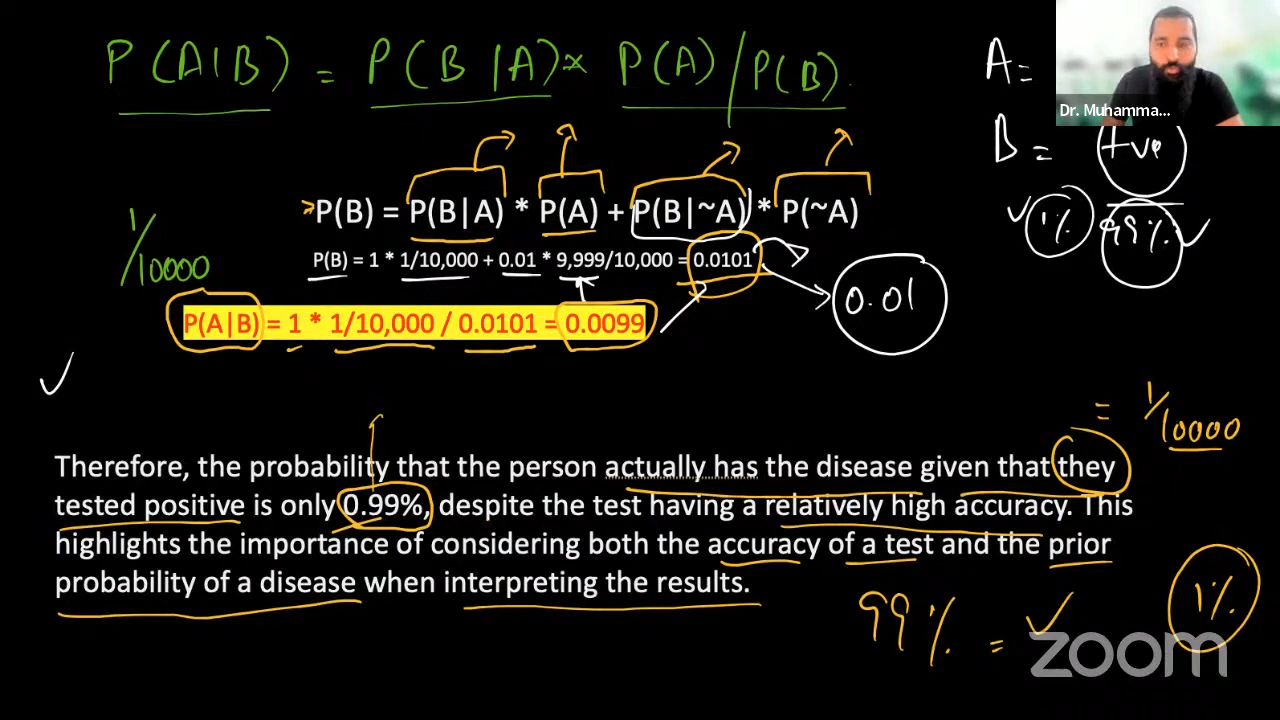 P(A|B) = P(B|A) × P(A)/P(B).
A =
Dr. Muhamma...
B = +ve
1% 99%
P(B) = P(B|A) * P(A) + P(B|~A) * P(~A)
1/10000
P(B) = 1 * 1/10,000 + 0.01 * 9,999/10,000 = 0.0101
0.01
P(A|B) = 1 * 1/10,000 / 0.0101 = 0.0099
= 1/10000
Therefore, the probability that the person actually has the disease given that they
tested positive is only 0.99%, despite the test having a relatively high accuracy. This
highlights the importance of considering both the accuracy of a test and the prior
probability of a disease when interpreting the results.
99% =
1%
zoom